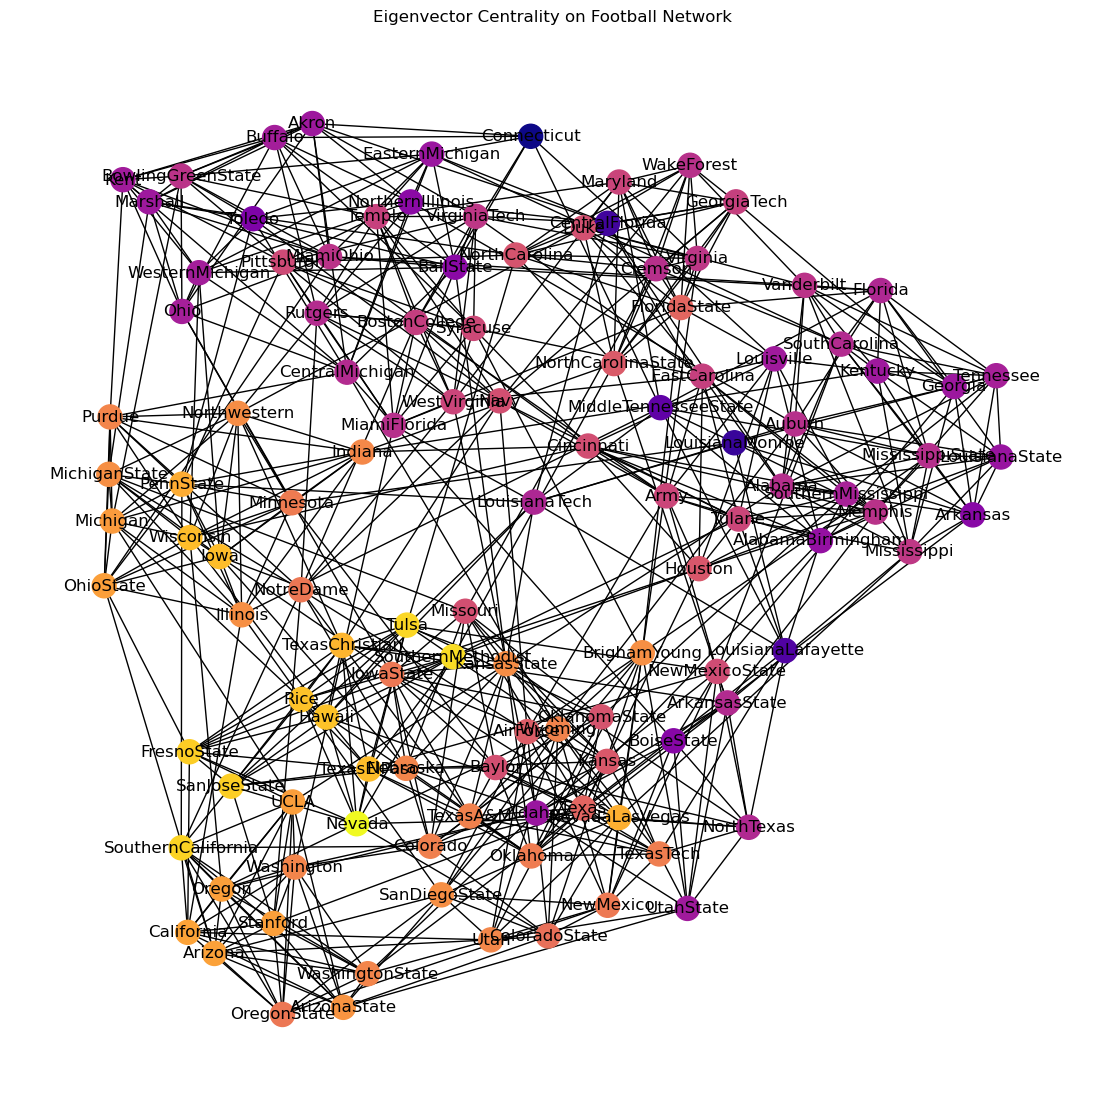 Eigenvector Centrality on Football Network
Akron
Connecticut
Buffalo
EasternMichigan
WakeForest
BowlingGreenState
Kent
Maryland
Marshall
NorthernIllinois
GeorgiaTech
Toledo
Temple
VirginiaTech
CentralFlorida
Duke
MiamiOhio
NorthCarolina
Pittsburgh
Virginia
WesternMichigan
BallState
Clemson
Vanderbilt
Florida
Ohio
Rutgers
FloridaState
BostonCollege
Syracuse
SouthCarolina
NorthCarolinaState
Louisville
CentralMichigan
EastCarolina
Kentucky
Tennessee
Georgia
WestVirginia
Navy
MiddleTennesseeState
Purdue
Northwestern
MiamiFlorida
Auburn
Indiana
Cincinnati
LouisianaMonroe
MississippiState
LouisianaState
MichiganState
PennState
Alabama
SouthernMississippi
Minnesota
LouisianaTech
Army
Memphis
Arkansas
Michigan
Tulane
Wisconsin
AlabamaBirmingham
Iowa
Mississippi
Houston
OhioState
NotreDame
Illinois
Missouri
Tulsa
TexasChristian
SouthernMethodist
BrighamYoung
LouisianaLafayette
KansasState
IowaState
NewMexicoState
Rice
ArkansasState
Hawaii
OklahomaState
AirForce
Wyoming
BoiseState
FresnoState
Kansas
TexasElPaso
Nebraska
Baylor
SanJoseState
UCLA
Texas
TexasA&M
Idaho
NevadaLasVegas
Nevada
NorthTexas
SouthernCalifornia
Colorado
Oklahoma
TexasTech
Washington
Oregon
SanDiegoState
NewMexico
UtahState
Stanford
California
Utah
ColoradoState
Arizona
WashingtonState
ArizonaState
OregonState